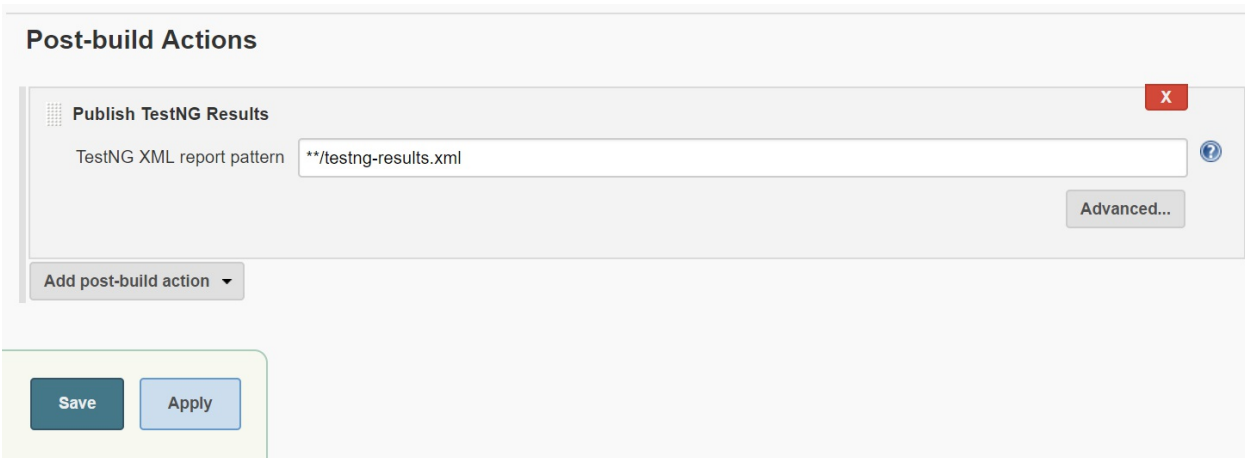 Post-build Actions
X
Publish TestNG Results
TestNG XML report pattern **/testng-results.xml ?
Advanced...
Add post-build action
Save Apply